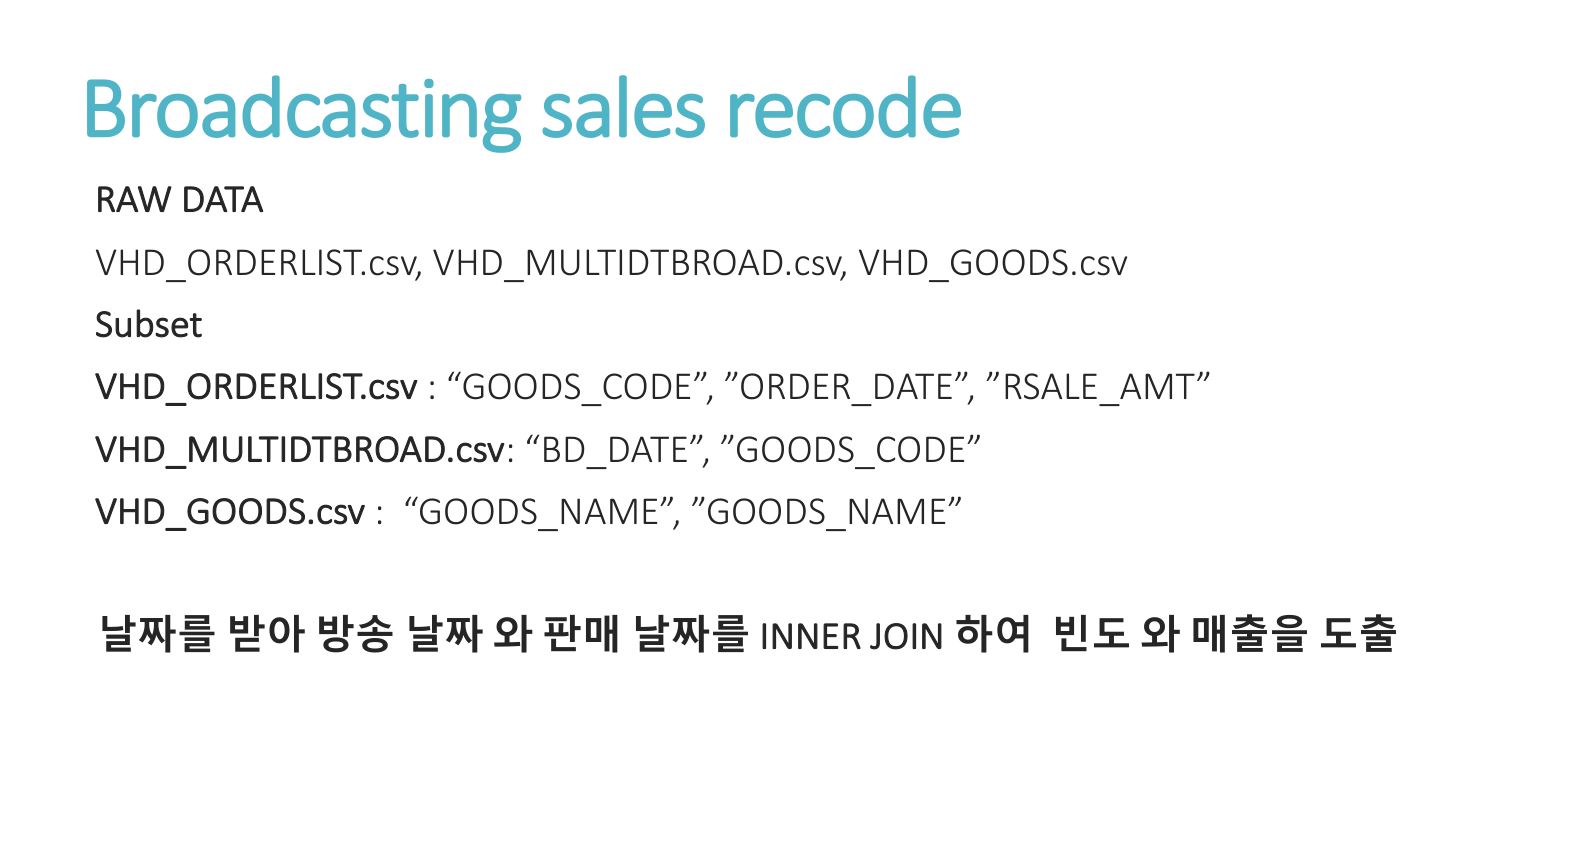 Broadcasting sales recode
RAW DATA
VHD_ORDERLIST.csv, VHD_MULTIDTBROAD.csv, VHD_GOODS.csv
Subset
VHD_ORDERLIST.csv : “GOODS_CODE”, ”ORDER_DATE”, ”RSALE_AMT”
VHD_MULTIDTBROAD.csv: “BD_DATE”, ”GOODS_CODE”
VHD_GOODS.csv :  “GOODS_NAME”, ”GOODS_NAME”
날짜를 받아 방송 날짜 와 판매 날짜를 INNER JOIN 하여  빈도 와 매출을 도출